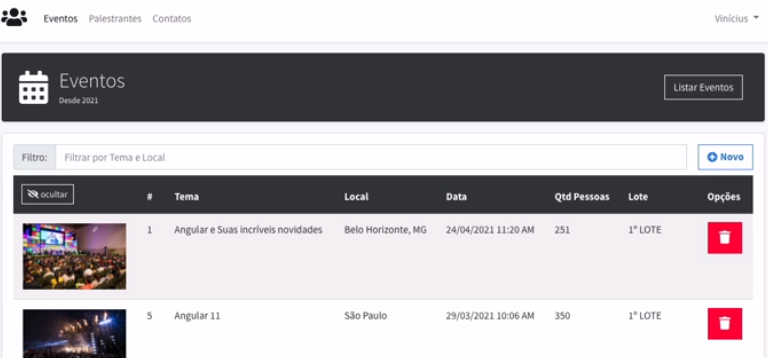 Eventos Palestrantes Contatos Vinícius
Eventos
Desde 2021
Listar Eventos
Filtro: Filtrar por Tema e Local Novo
ocultar # Tema Local Data Qtd Pessoas Lote Opções
1 Angular e Suas incríveis novidades Belo Horizonte, MG 24/04/2021 11:20 AM 251 1° LOTE
5 Angular 11 São Paulo 29/03/2021 10:06 AM 350 1° LOTE